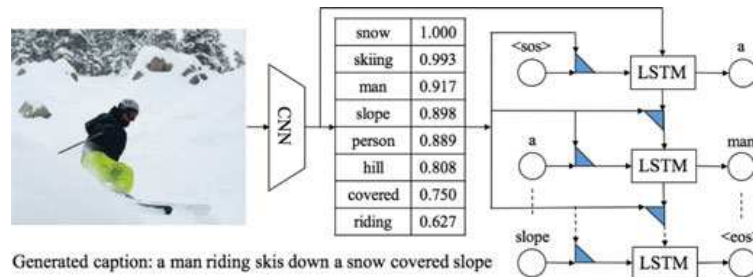 snow 1.000
skiing 0.993
man 0.917
slope 0.898
person 0.889
hill 0.808
covered 0.750
riding 0.627
CNN
<sos>
LSTM
a
a
LSTM
man
slope
LSTM
<eos>
Generated caption: a man riding skis down a snow covered slope